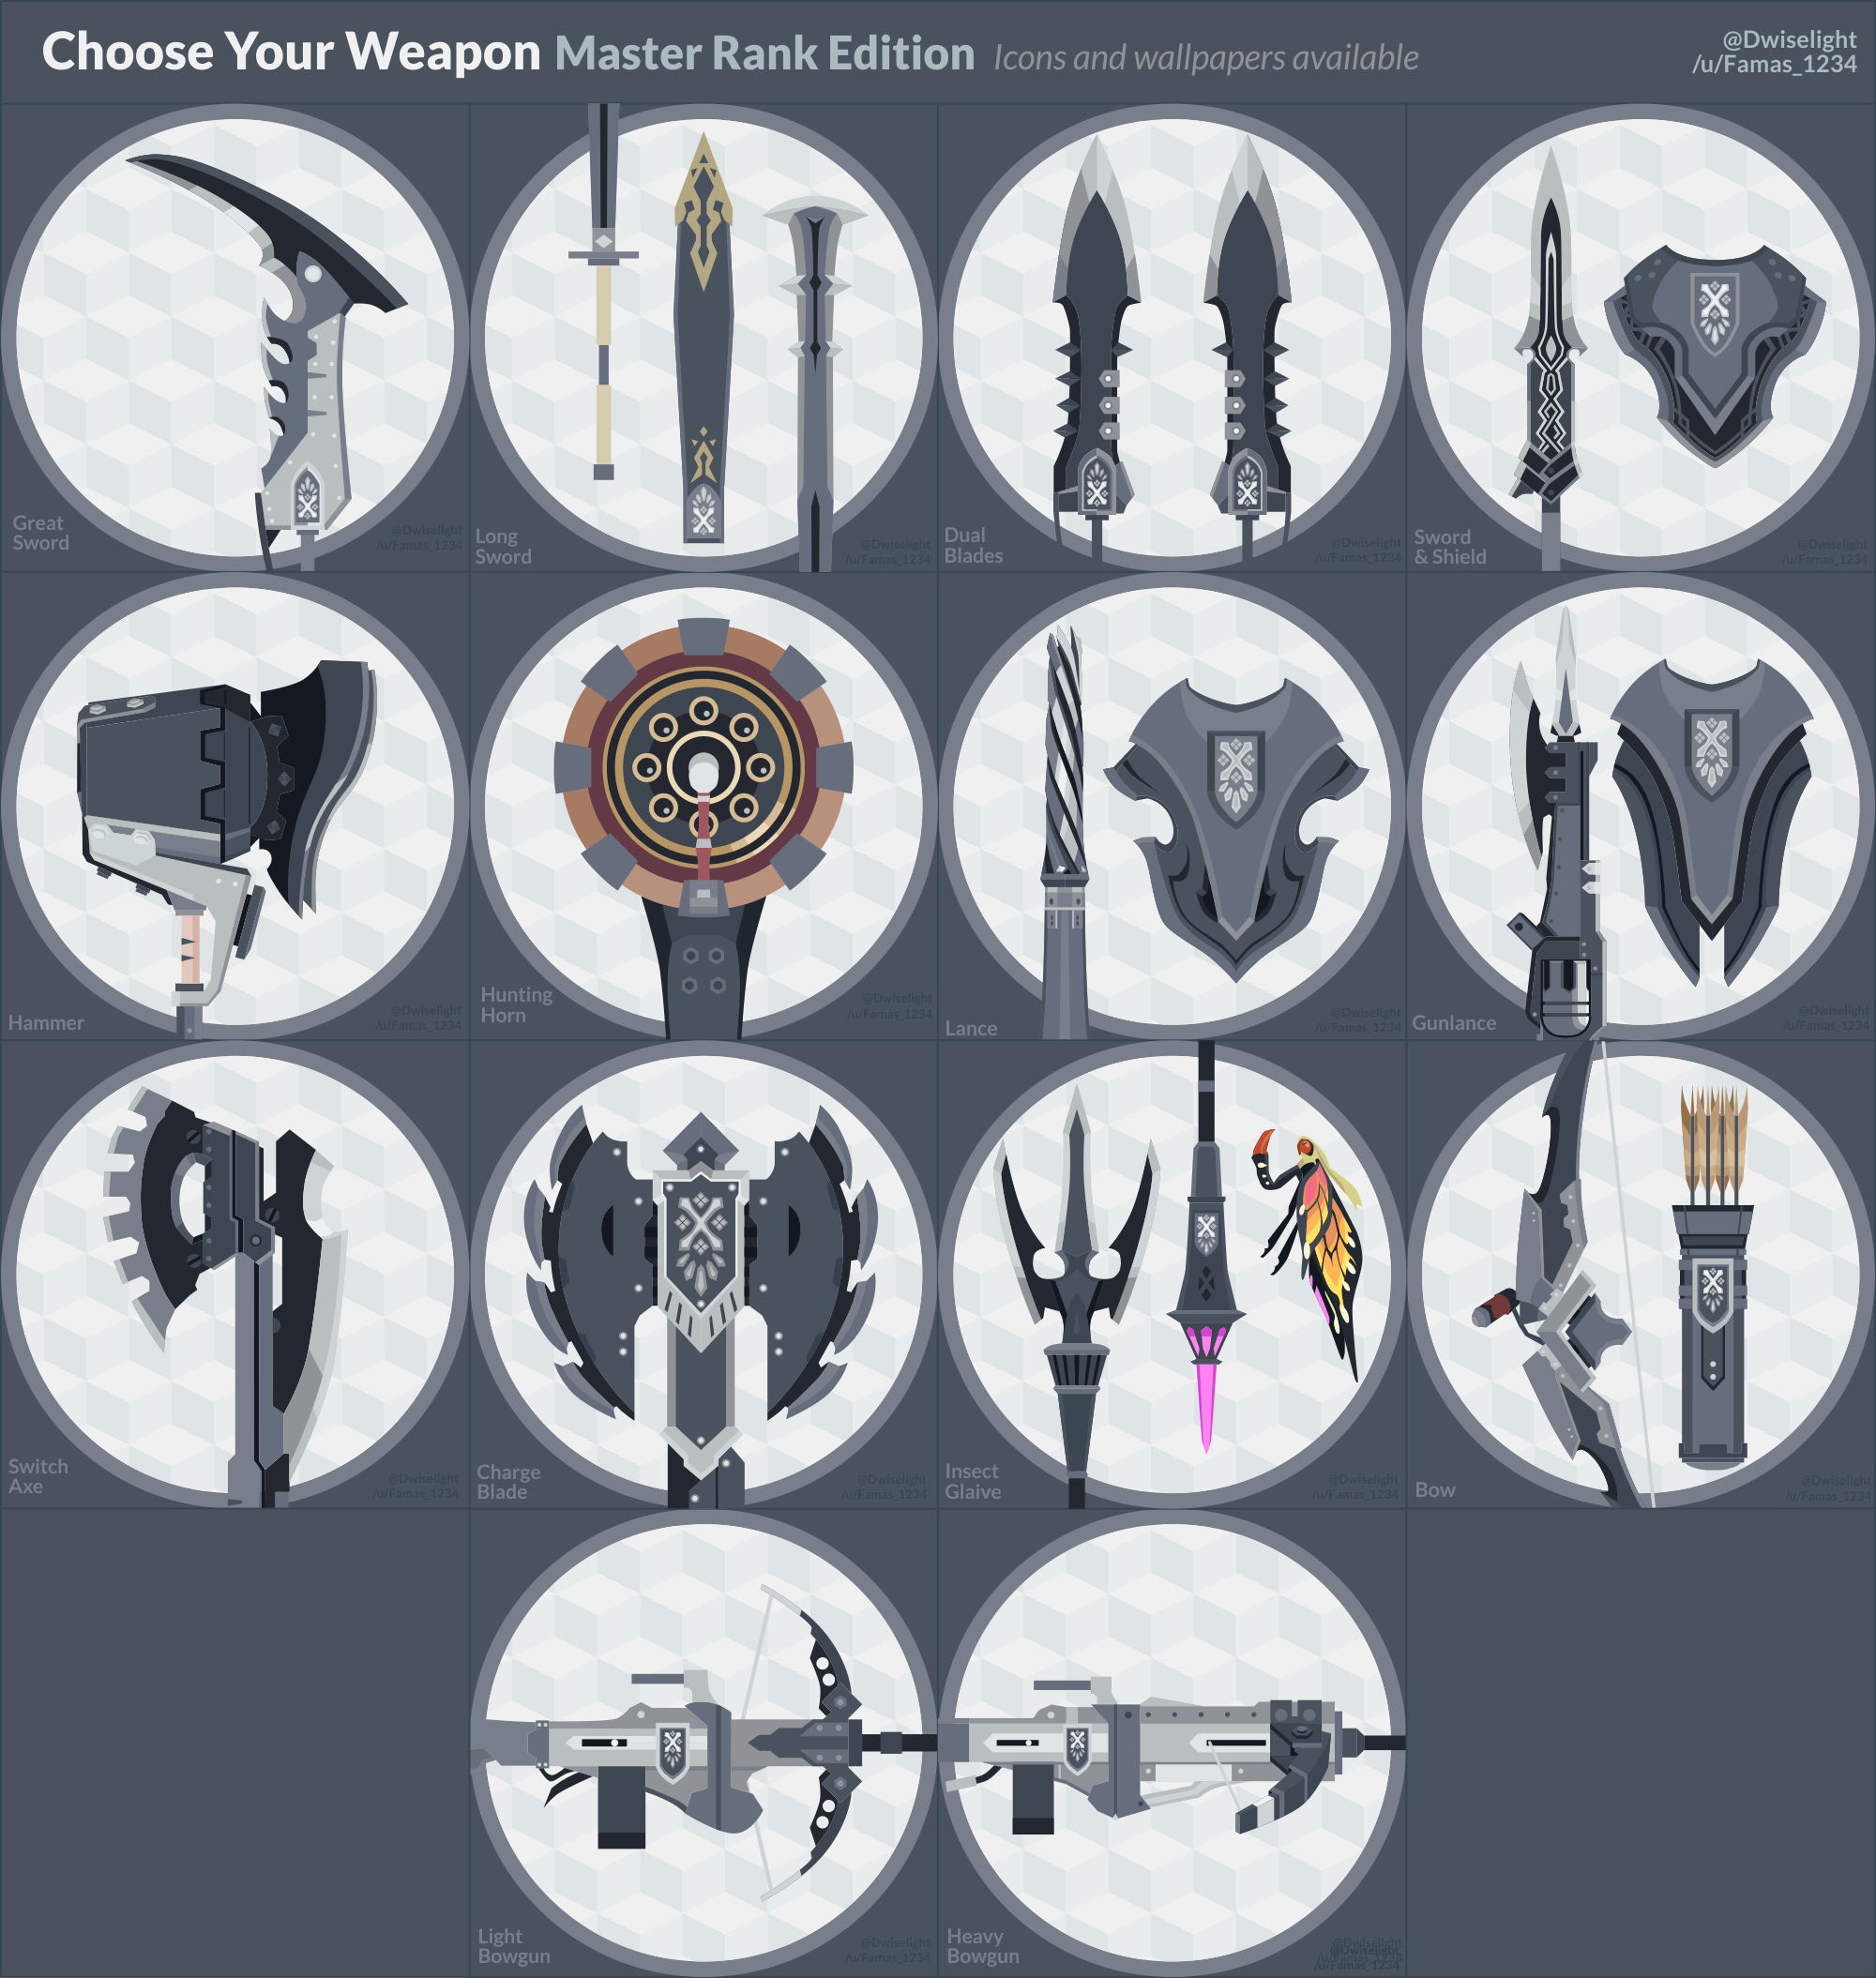 Choose Your Weapon Master Rank Edition Icons and wallpapers available
@Dwiselight
/u/Famas_1234
Great
Sword
@Dwiselight
/u/Famas_1234
Long
Sword
@Dwiselight
/u/Famas_1234
Dual
Blades
@Dwiselight
/u/Famas_1234
Sword
& Shield
@Dwiselight
/u/Famas_1234
Hammer
@Dwiselight
/u/Famas_1234
Hunting
Horn
@Dwiselight
/u/Famas_1234
Lance
@Dwiselight
/u/Famas_1234
Gunlance
@Dwiselight
/u/Famas_1234
Switch
Axe
@Dwiselight
/u/Famas_1234
Charge
Blade
@Dwiselight
/u/Famas_1234
Insect
Glaive
@Dwiselight
/u/Famas_1234
Bow
@Dwiselight
/u/Famas_1234
Light
Bowgun
@Dwiselight
/u/Famas_1234
Heavy
Bowgun
@Dwiselight
/u/Famas_1234
@Dwiselight
/u/Famas_1234